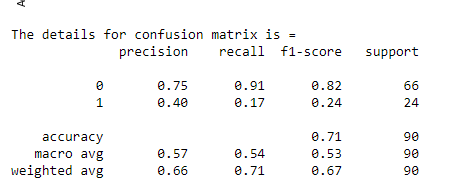 The details for confusion matrix is =
precision recall f1-score support
0 0.75 0.91 0.82 66
1 0.40 0.17 0.24 24
accuracy 0.71 90
macro avg 0.57 0.54 0.53 90
weighted avg 0.66 0.71 0.67 90